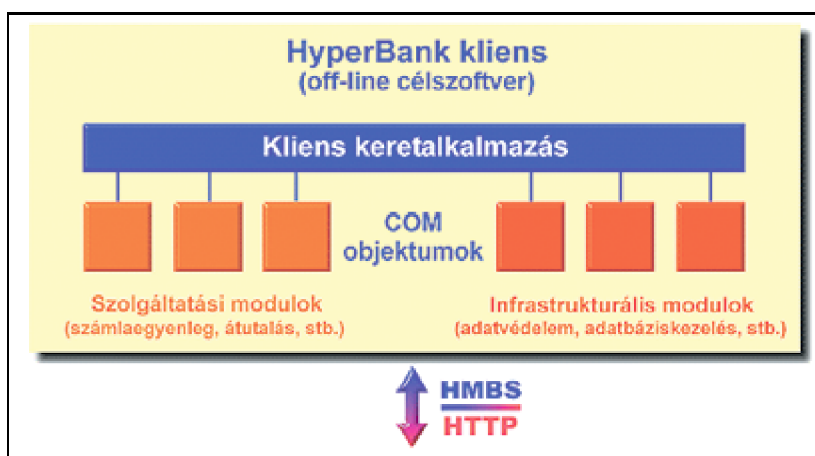 HyperBank kliens
(off-line célszoftver)
Kliens keretalkalmazás
COM
objektumok
Szolgáltatási modulok
(számlaegyenleg, átutalás, stb.)
Infrastrukturális modulok
(adatvédelem, adatbáziskezelés, stb.)
HMBS
HTTP